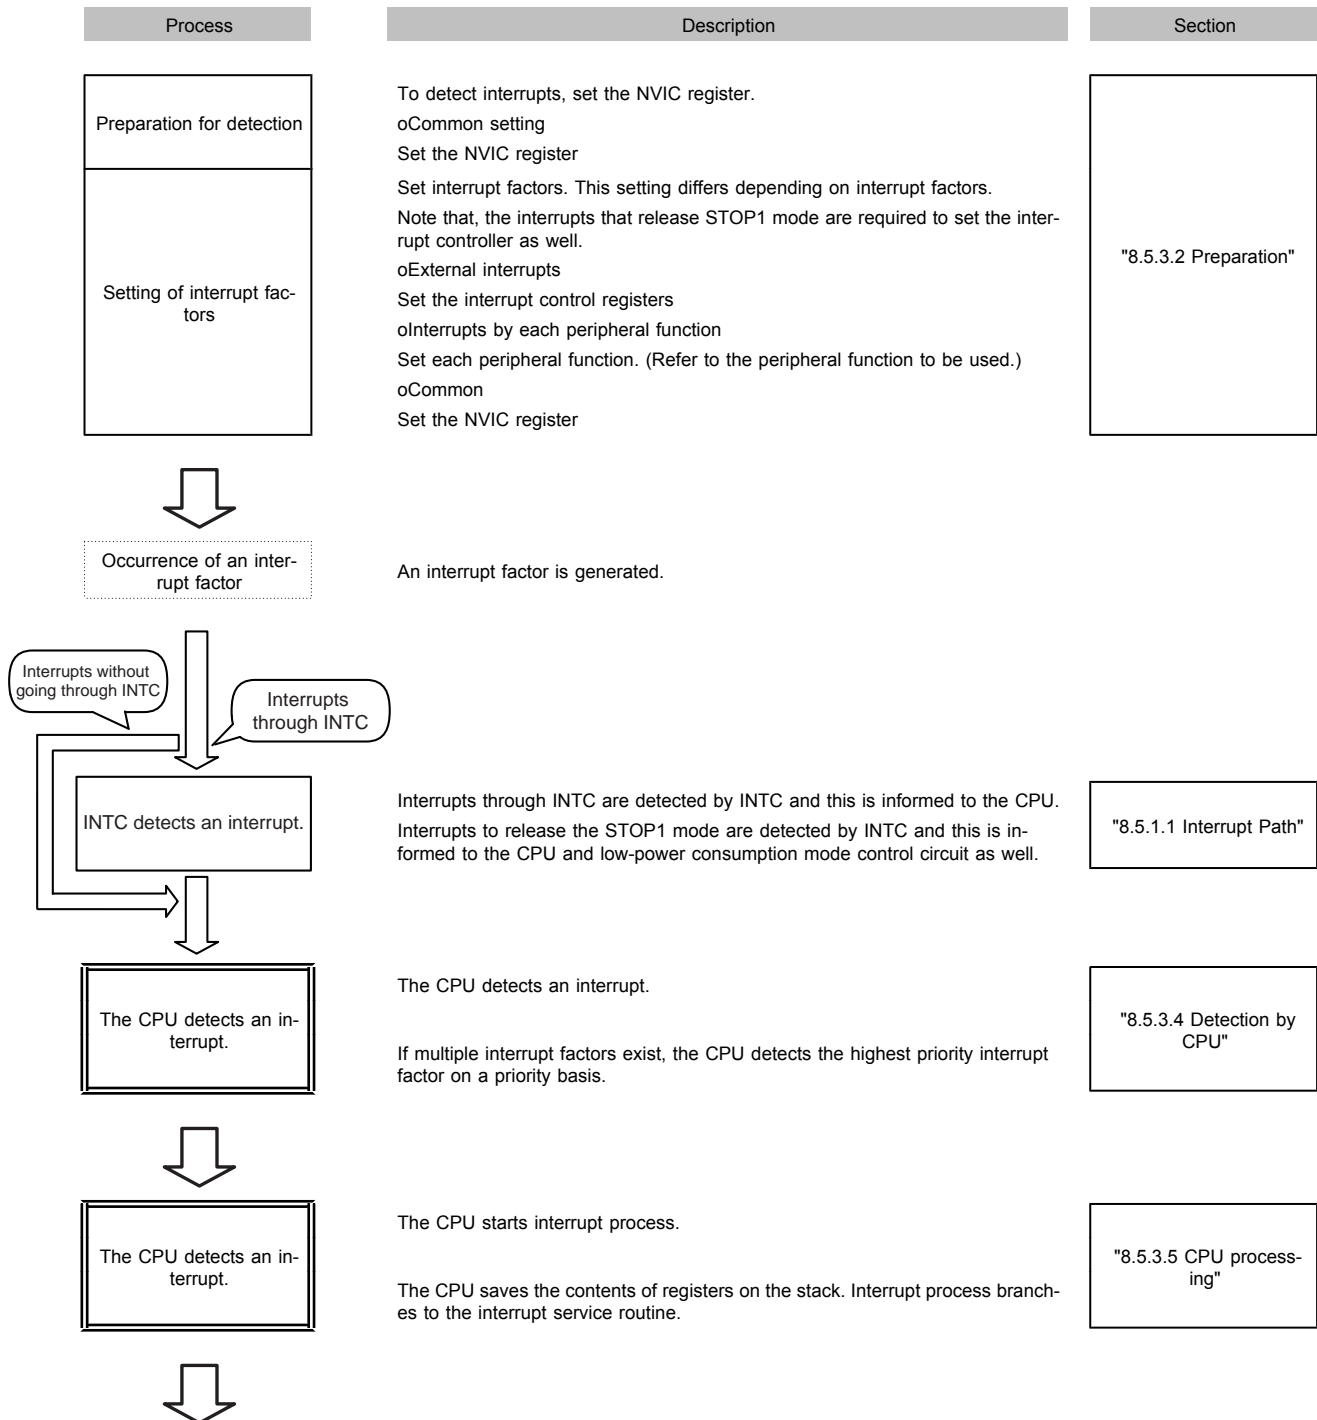 Process
Description
Section
Preparation for detection
To detect interrupts, set the NVIC register.
oCommon setting
Set the NVIC register
Setting of interrupt fac-
tors
Set interrupt factors. This setting differs depending on interrupt factors.
Note that, the interrupts that release STOP1 mode are required to set the inter-
rupt controller as well.
oExternal interrupts
Set the interrupt control registers
oInterrupts by each peripheral function
Set each peripheral function. (Refer to the peripheral function to be used.)
oCommon
Set the NVIC register
"8.5.3.2 Preparation"
Occurrence of an inter-
rupt factor
An interrupt factor is generated.
Interrupts without
going through INTC
Interrupts
through INTC
INTC detects an interrupt.
Interrupts through INTC are detected by INTC and this is informed to the CPU.
Interrupts to release the STOP1 mode are detected by INTC and this is in-
formed to the CPU and low-power consumption mode control circuit as well.
"8.5.1.1 Interrupt Path"
The CPU detects an in-
terrupt.
The CPU detects an interrupt.
If multiple interrupt factors exist, the CPU detects the highest priority interrupt
factor on a priority basis.
"8.5.3.4 Detection by
CPU"
The CPU detects an in-
terrupt.
The CPU starts interrupt process.
The CPU saves the contents of registers on the stack. Interrupt process branch-
es to the interrupt service routine.
"8.5.3.5 CPU process-
ing"